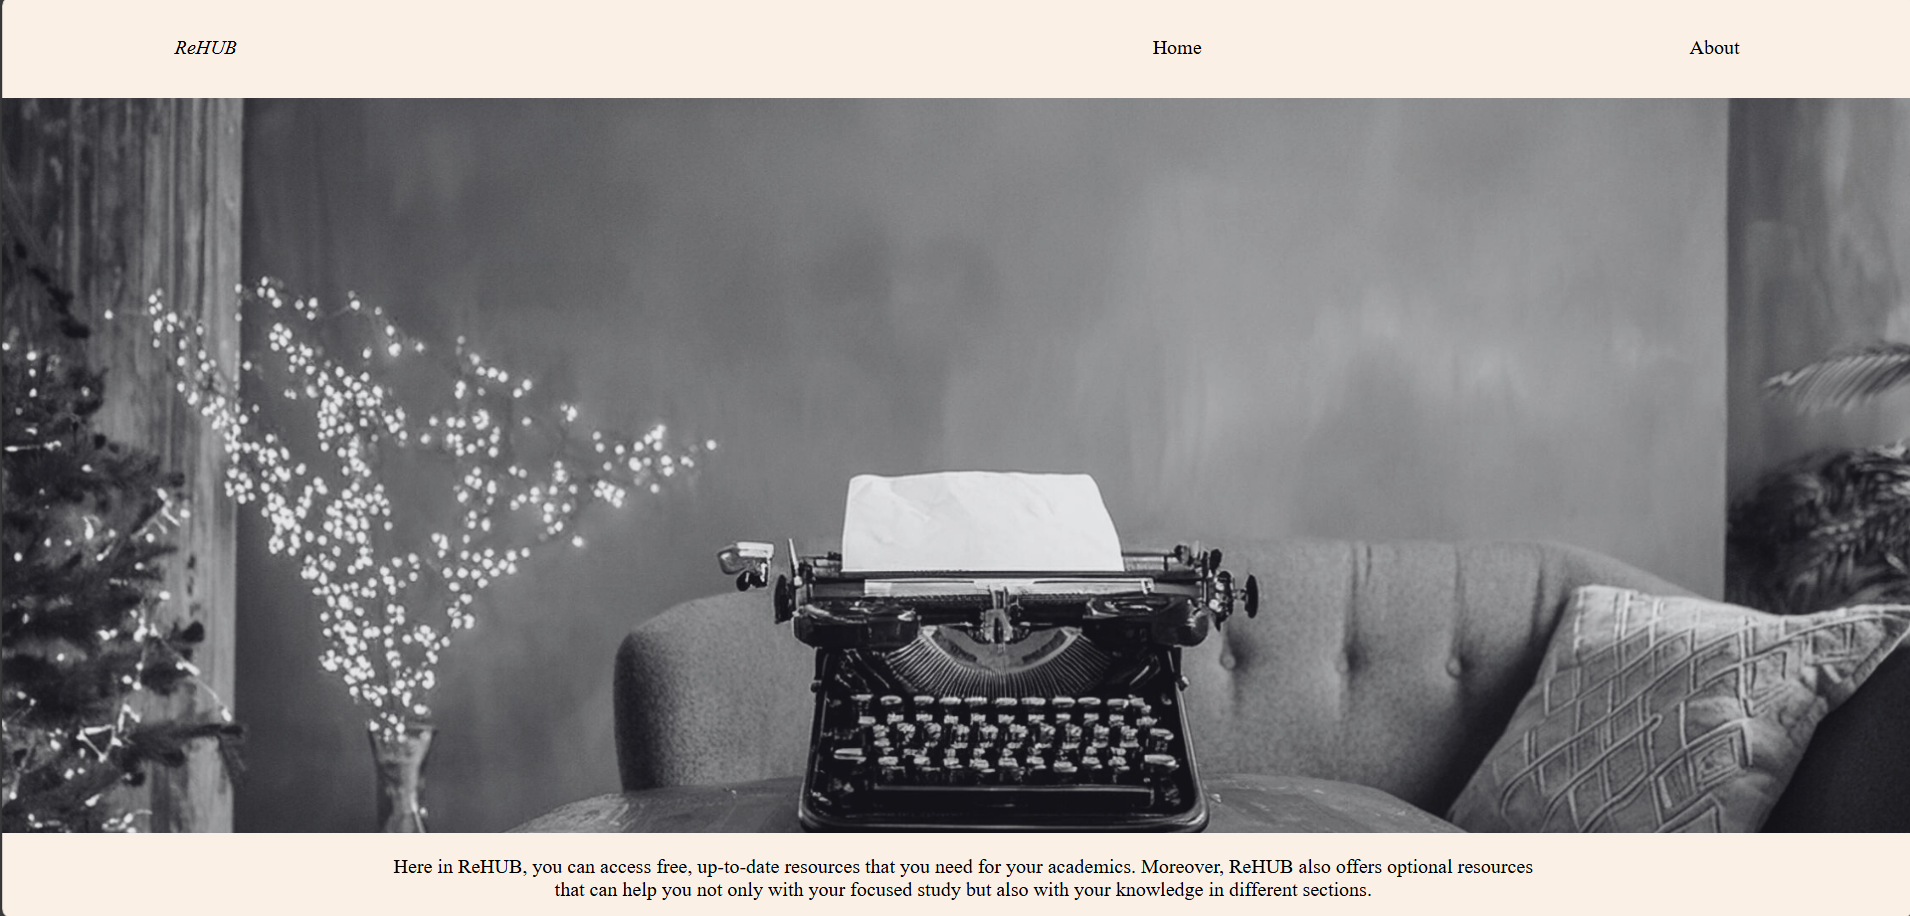 ReHUB
Home
About
Here in ReHUB, you can access free, up-to-date resources that you need for your academics. Moreover, ReHUB also offers optional resources
that can help you not only with your focused study but also with your knowledge in different sections.